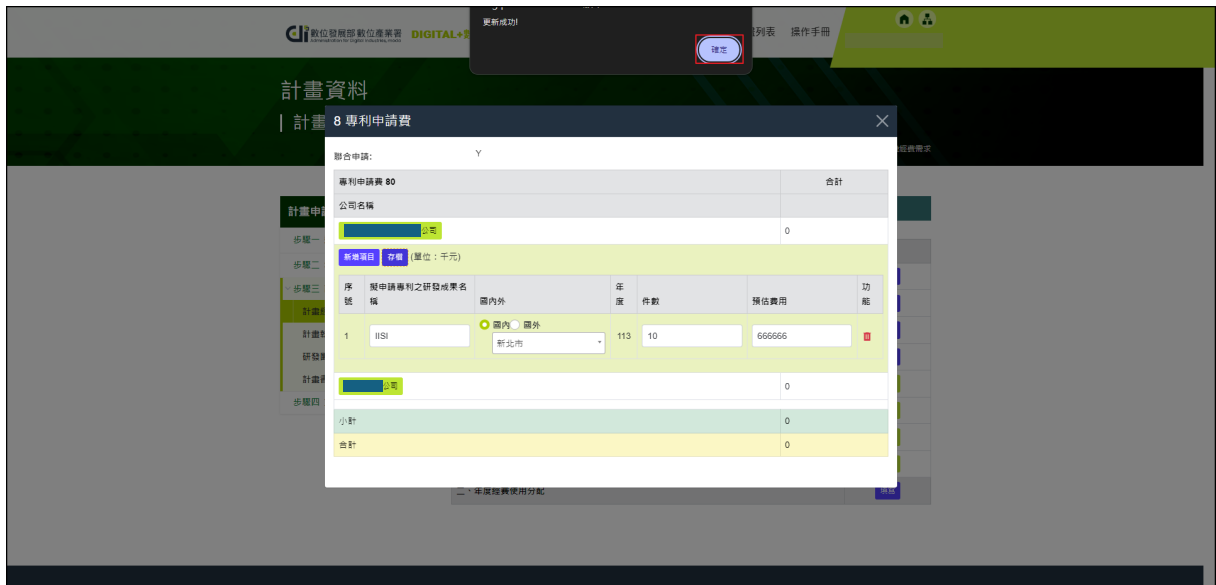 更新成功!
確定
數位發展部數位產業署 DIGITAL+
列表 操作手冊
計畫資料
計畫
8 專利申請費
經費需求
聯合申請: Y
專利申請費 80 合計
公司名稱
公司 0
新增項目 存檔 (單位：千元)
序號 擬申請專利之研發成果名稱 國內外 年度 件數 預估費用 功能
1 IISI 國內 國外 新北市 113 10 666666
公司 0
小計 0
合計 0
計畫申
步驟一
步驟二
步驟三
計畫
計畫
研發
計畫
步驟四
二、年度經費使用分配